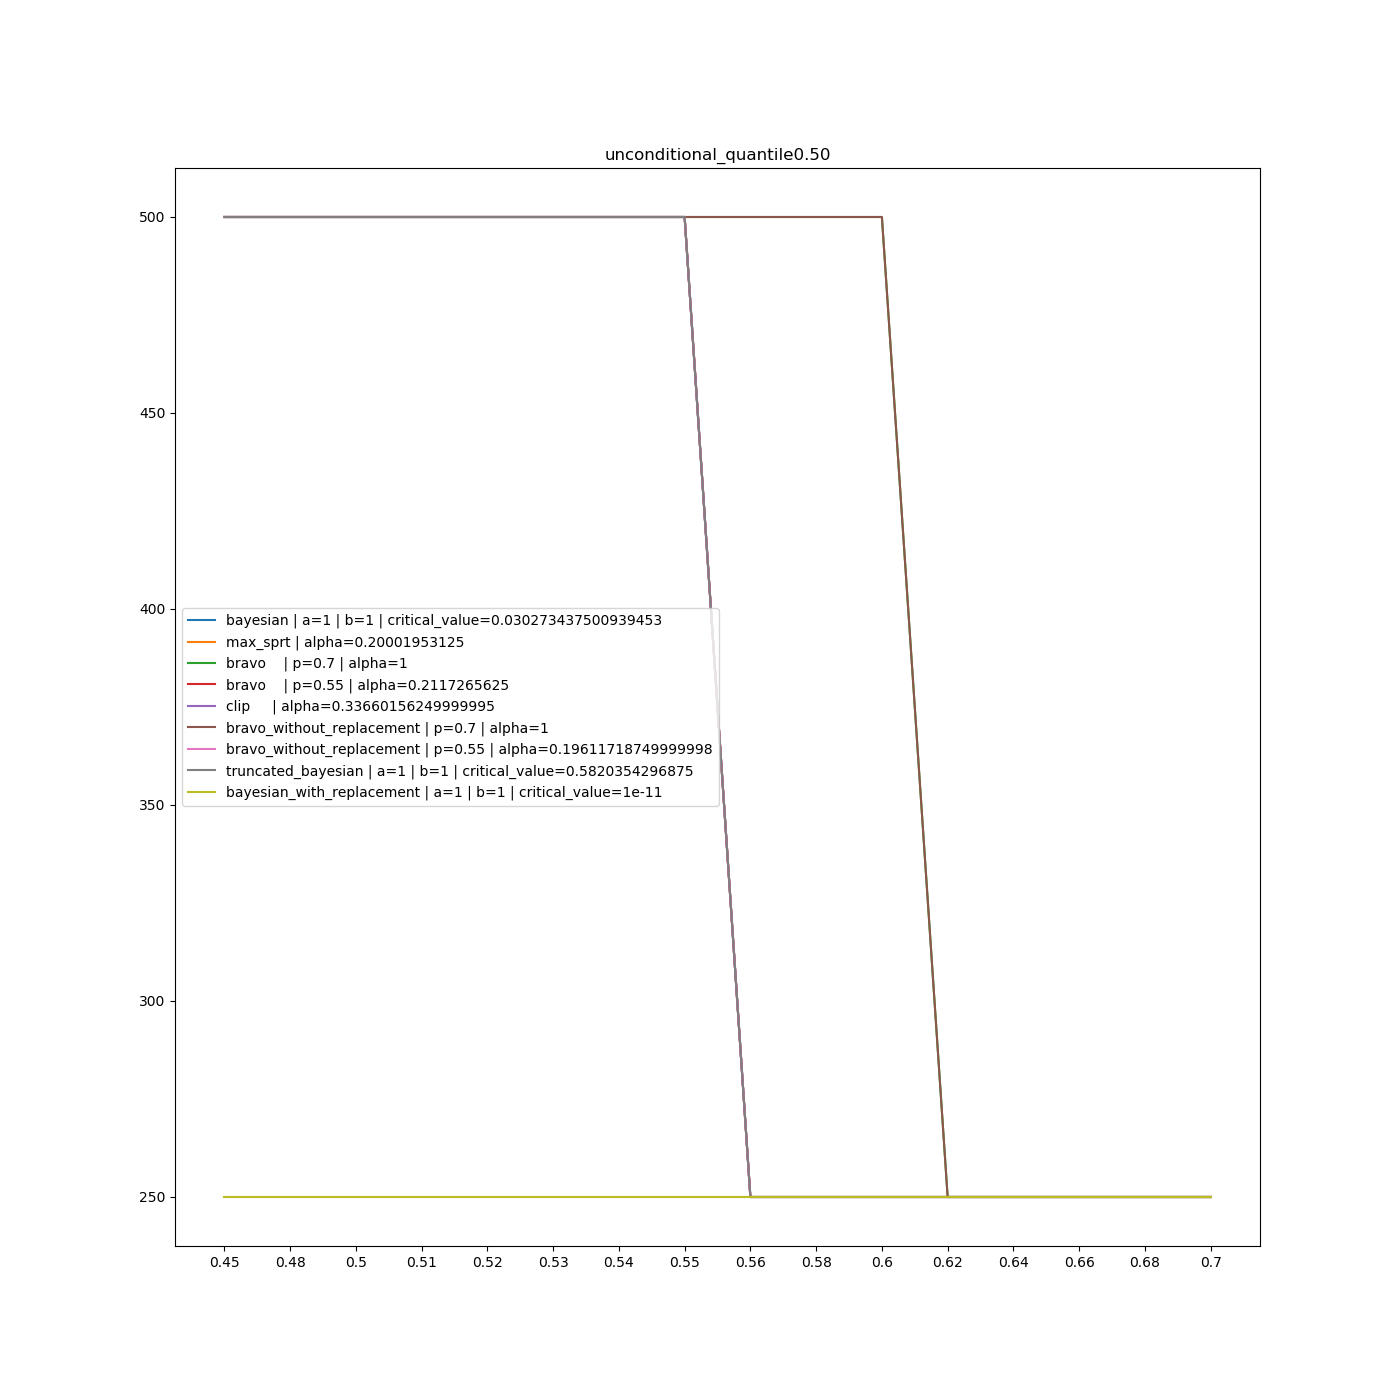 unconditional_quantile0.50
500
450
400
350
300
250
bayesian | a=1 | b=1 | critical_value=0.030273437500939453
max_sprt | alpha=0.20001953125
bravo    | p=0.7 | alpha=1
bravo    | p=0.55 | alpha=0.2117265625
clip     | alpha=0.33660156249999995
bravo_without_replacement | p=0.7 | alpha=1
bravo_without_replacement | p=0.55 | alpha=0.19611718749999998
truncated_bayesian | a=1 | b=1 | critical_value=0.5820354296875
bayesian_with_replacement | a=1 | b=1 | critical_value=1e-11
0.45 0.48 0.5 0.51 0.52 0.53 0.54 0.55 0.56 0.58 0.6 0.62 0.64 0.66 0.68 0.7